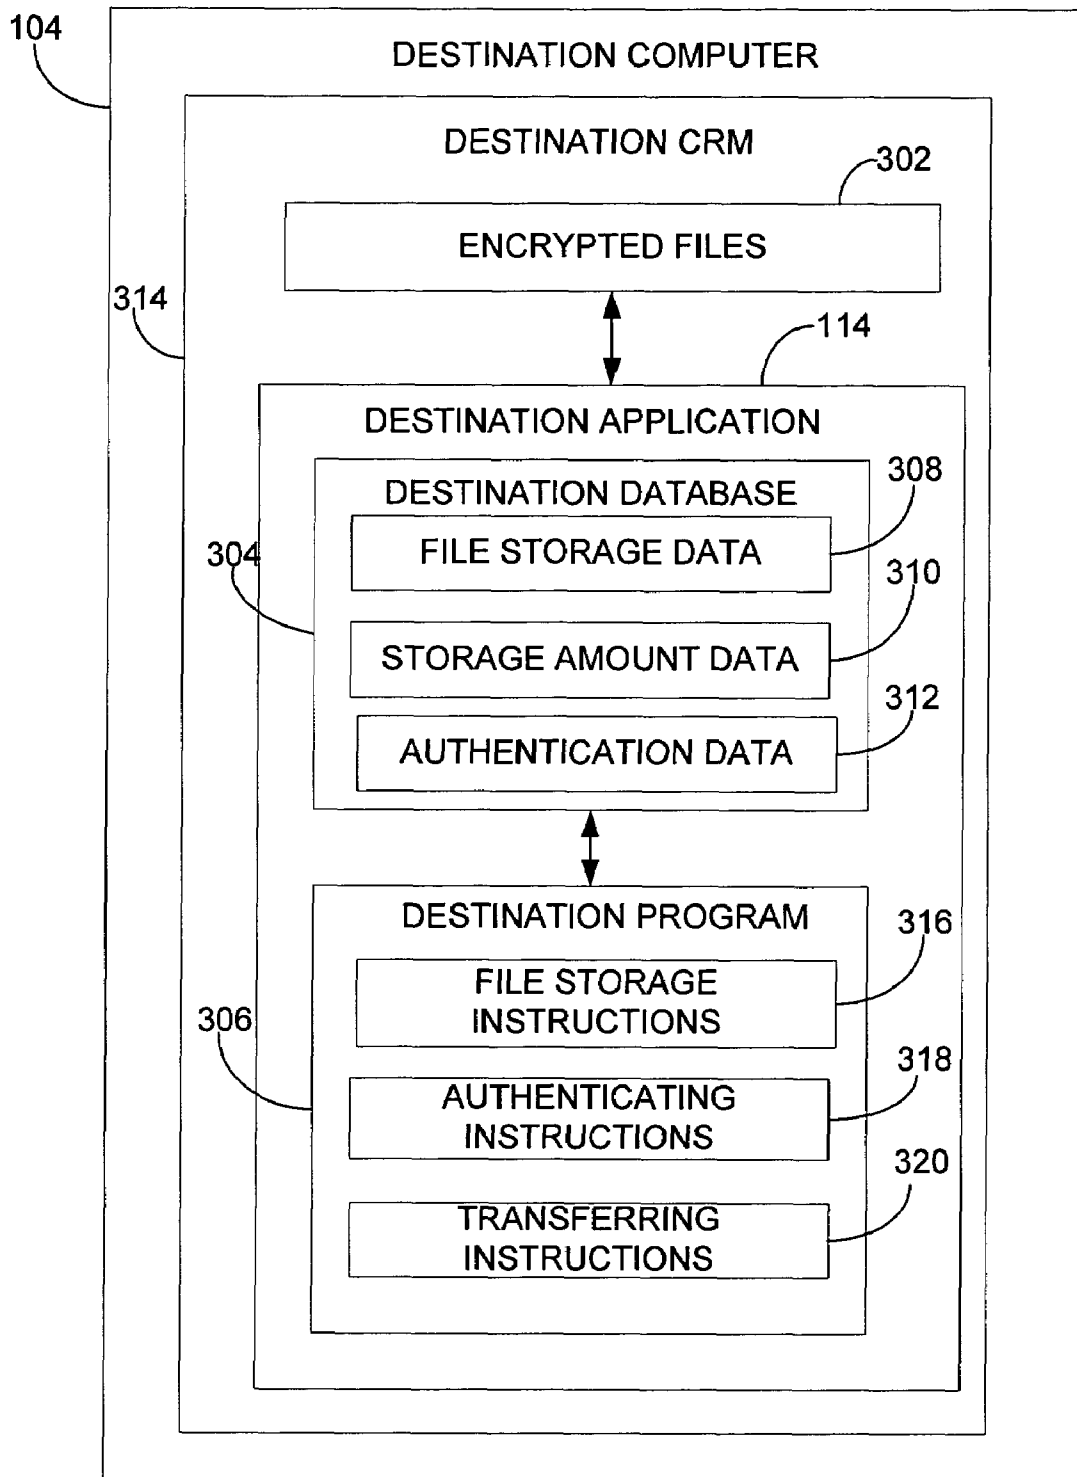 104
DESTINATION COMPUTER
DESTINATION CRM
302
ENCRYPTED FILES
314
114
DESTINATION APPLICATION
308
DESTINATION DATABASE
FILE STORAGE DATA
304
310
STORAGE AMOUNT DATA
312
AUTHENTICATION DATA
DESTINATION PROGRAM
316
FILE STORAGE
INSTRUCTIONS
306
318
AUTHENTICATING
INSTRUCTIONS
320
TRANSFERRING
INSTRUCTIONS